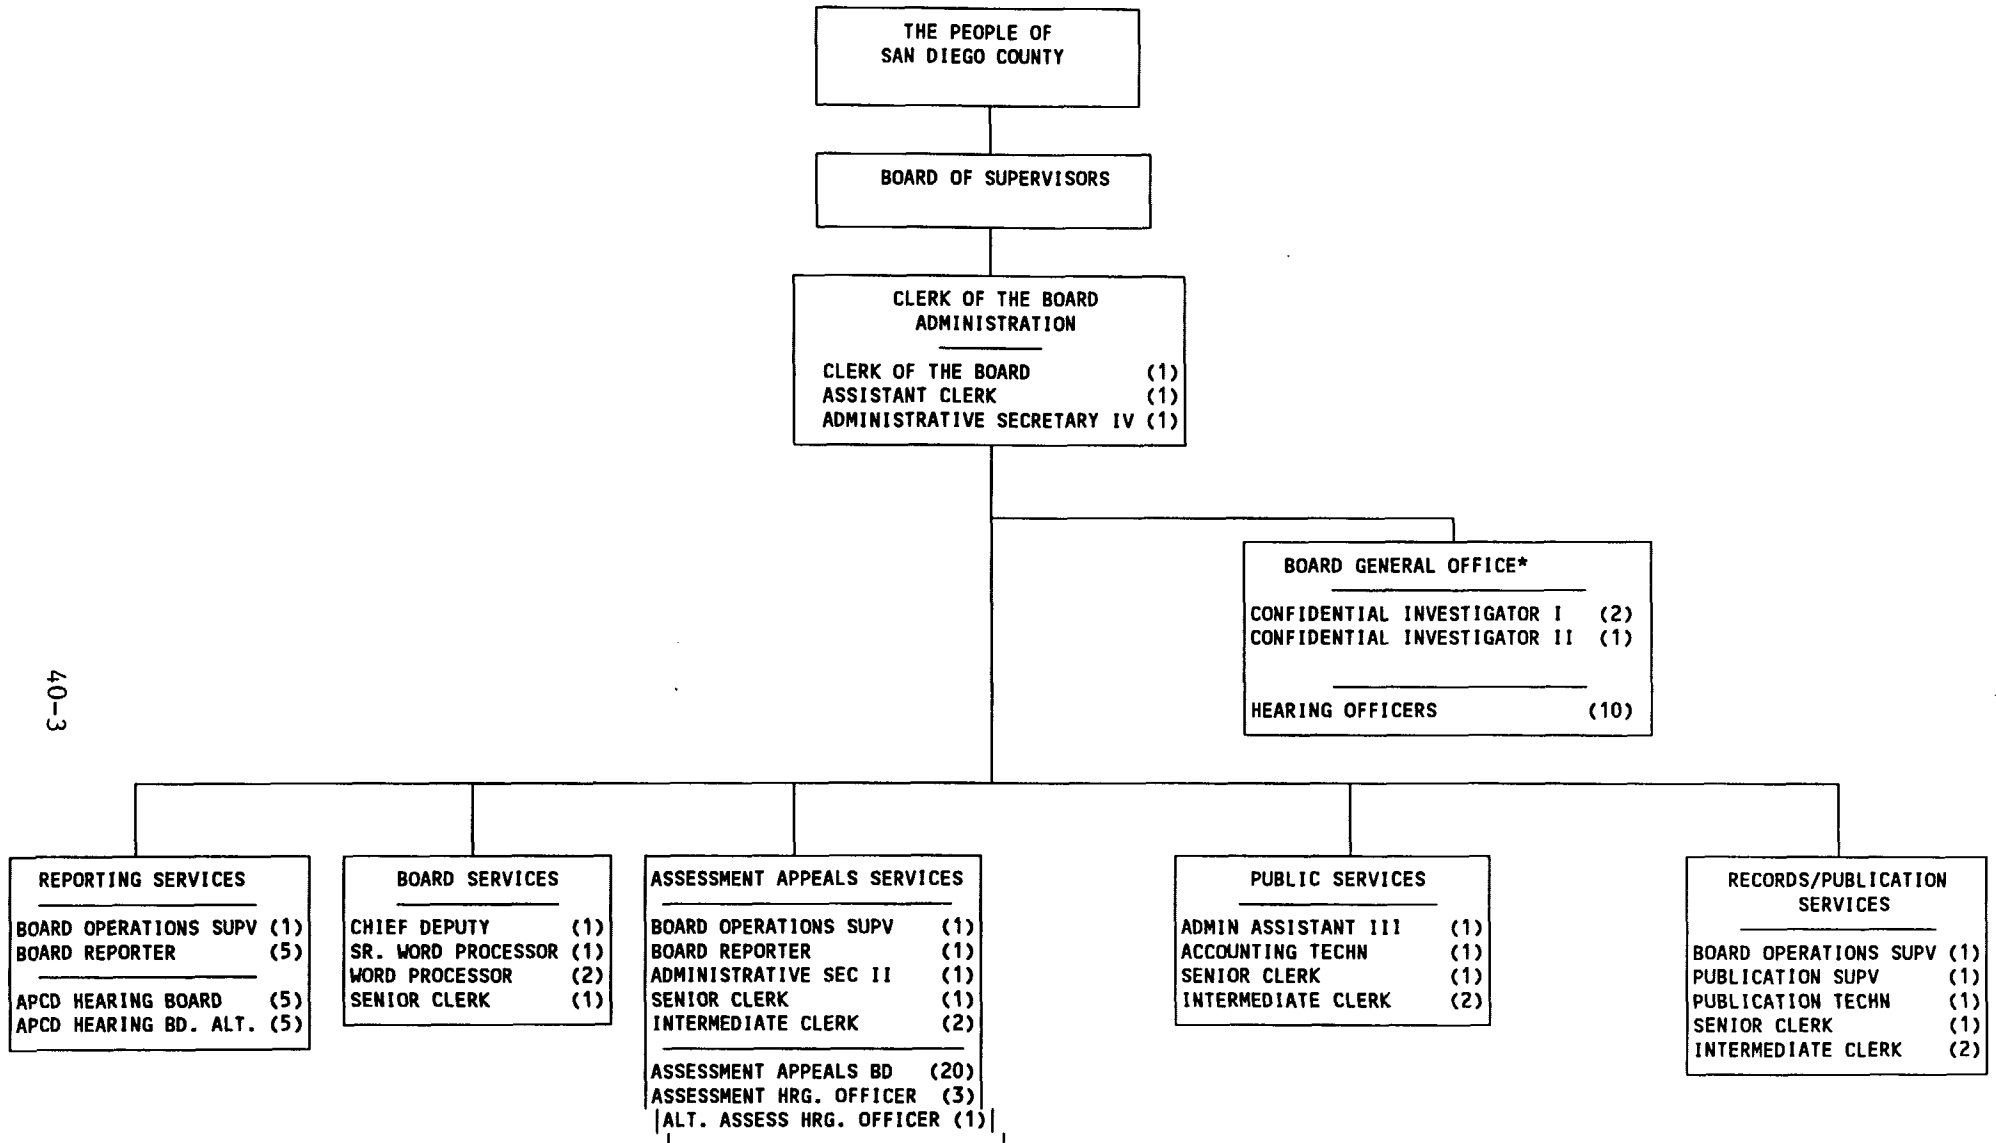 THE PEOPLE OF
SAN DIEGO COUNTY
BOARD OF SUPERVISORS
CLERK OF THE BOARD
ADMINISTRATION
CLERK OF THE BOARD (1)
ASSISTANT CLERK (1)
ADMINISTRATIVE SECRETARY IV (1)
BOARD GENERAL OFFICE*
CONFIDENTIAL INVESTIGATOR I (2)
CONFIDENTIAL INVESTIGATOR II (1)
HEARING OFFICERS (10)
40-3
REPORTING SERVICES
BOARD OPERATIONS SUPV (1)
BOARD REPORTER (5)
APCD HEARING BOARD (5)
APCD HEARING BD. ALT. (5)
BOARD SERVICES
CHIEF DEPUTY (1)
SR. WORD PROCESSOR (1)
WORD PROCESSOR (2)
SENIOR CLERK (1)
ASSESSMENT APPEALS SERVICES
BOARD OPERATIONS SUPV (1)
BOARD REPORTER (1)
ADMINISTRATIVE SEC II (1)
SENIOR CLERK (1)
INTERMEDIATE CLERK (2)
ASSESSMENT APPEALS BD (20)
ASSESSMENT HRG. OFFICER (3)
ALT. ASSESS HRG. OFFICER (1)
PUBLIC SERVICES
ADMIN ASSISTANT III (1)
ACCOUNTING TECHN (1)
SENIOR CLERK (1)
INTERMEDIATE CLERK (2)
RECORDS/PUBLICATION
SERVICES
BOARD OPERATIONS SUPV (1)
PUBLICATION SUPV (1)
PUBLICATION TECHN (1)
SENIOR CLERK (1)
INTERMEDIATE CLERK (2)